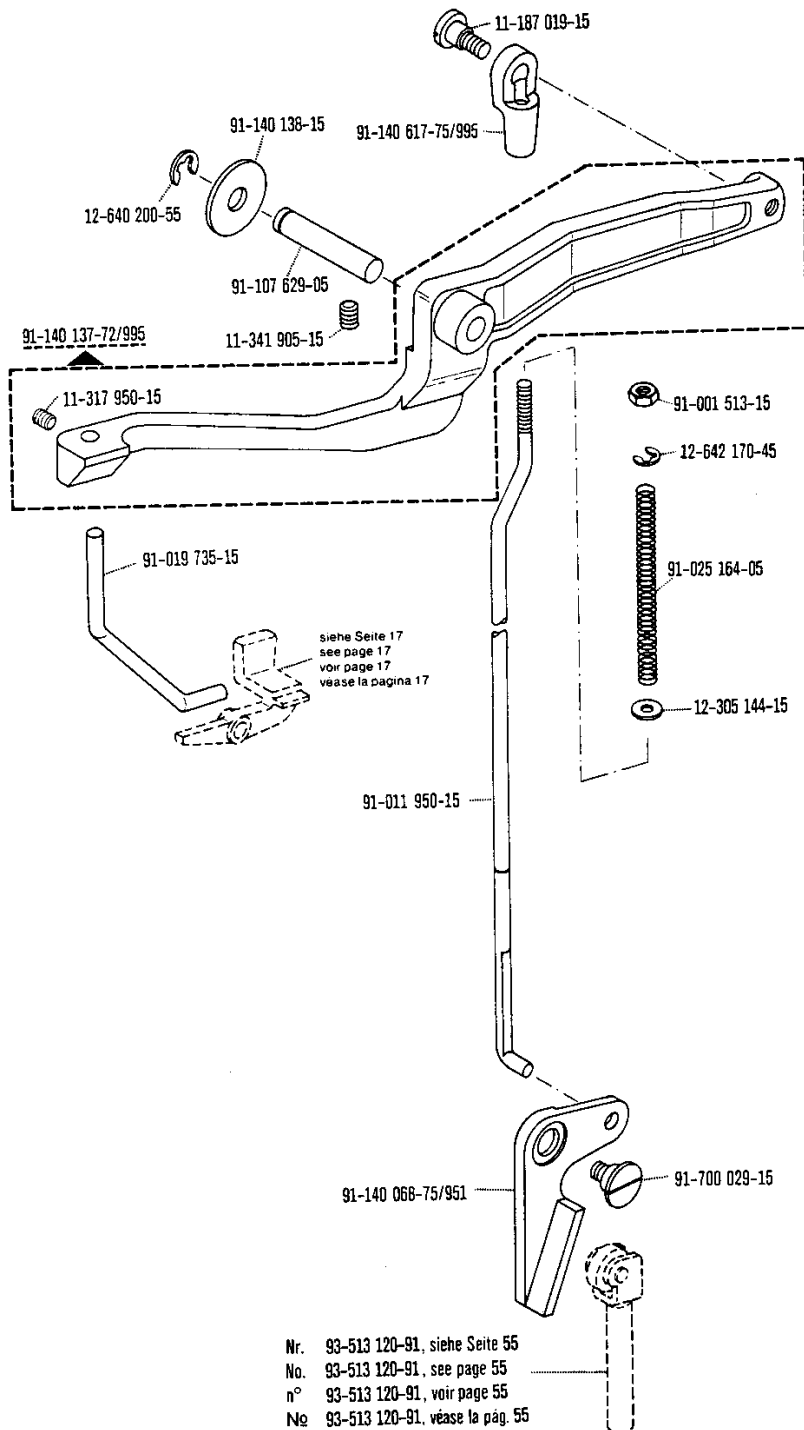 11-187 019-15
91-140 138-15
91-140 617-75/995
12-640 200-55
91-107 629-05
91-140 137-72/995
11-341 905-15
11-317 950-15
91-001 513-15
12-642 170-45
91-019 735-15
91-025 164-05
siehe Seite 17
see page 17
voir page 17
véase la pagina 17
12-305 144-15
91-011 950-15
91-140 068-75/951
91-700 029-15
Nr. 93-513 120-91, siehe Seite 55
No. 93-513 120-91, see page 55
n° 93-513 120-91, voir page 55
Nº 93-513 120-91, véase la pág. 55